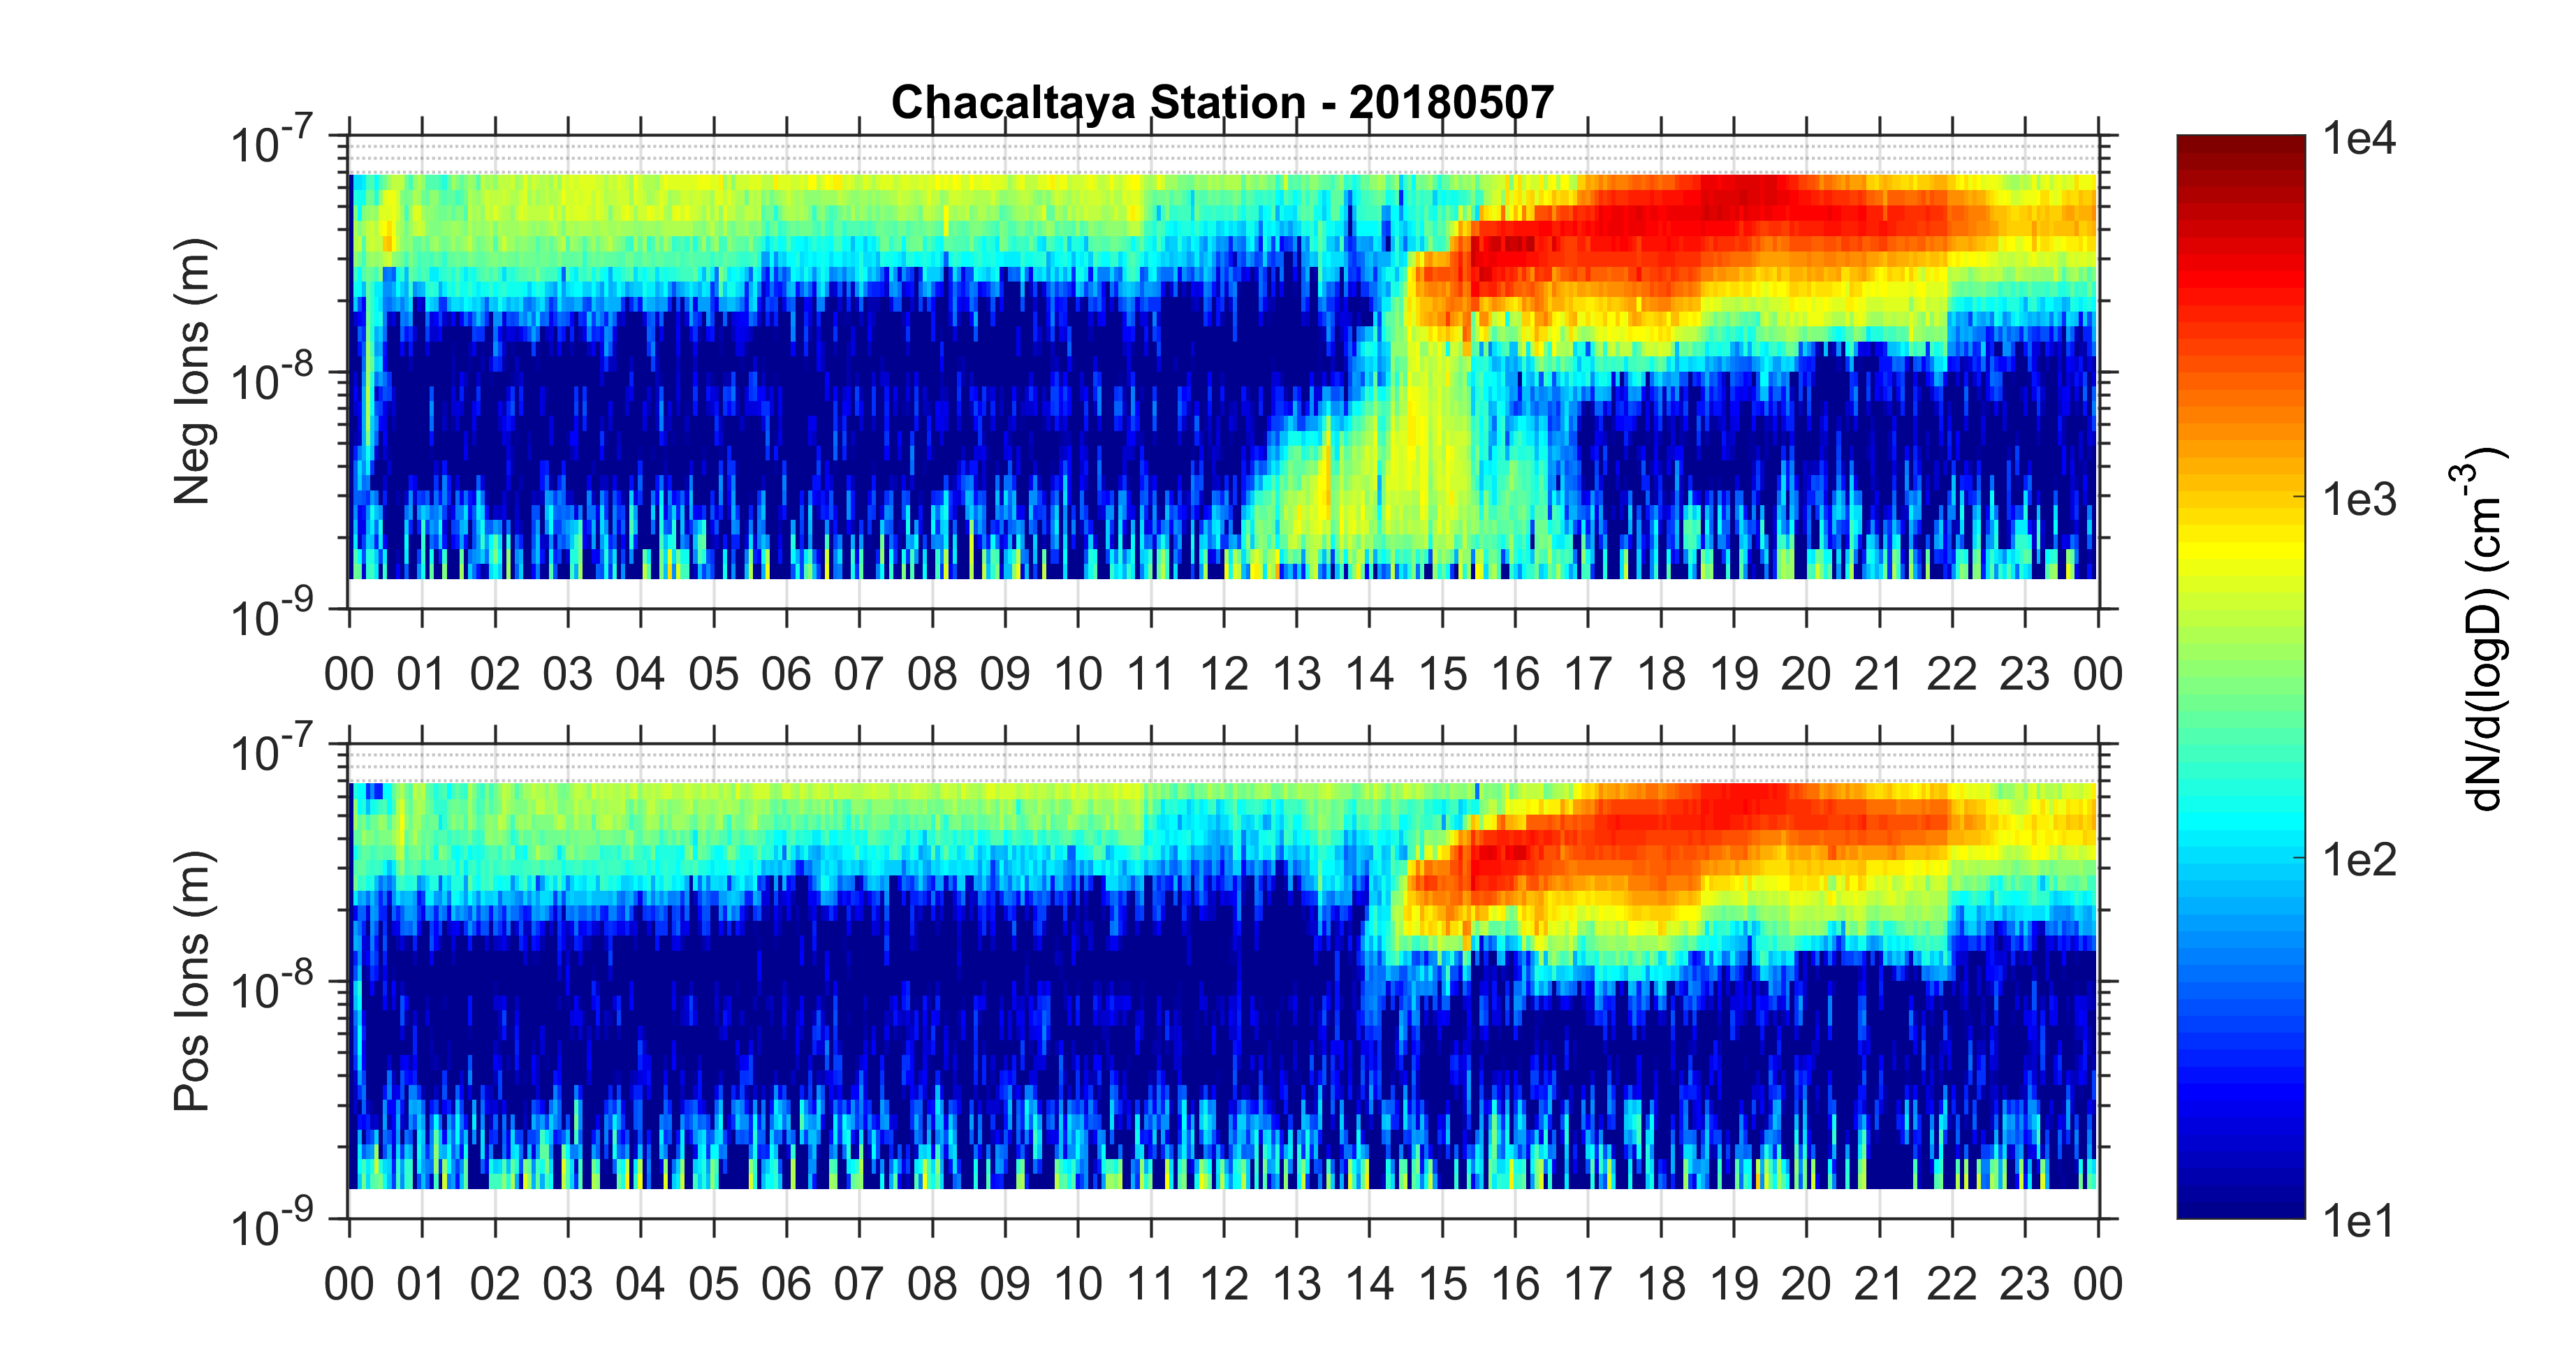 Chacaltaya Station - 20180507
10-7
10-8
10-9
Neg Ions (m)
00 01 02 03 04 05 06 07 08 09 10 11 12 13 14 15 16 17 18 19 20 21 22 23 00
10-7
10-8
10-9
Pos Ions (m)
00 01 02 03 04 05 06 07 08 09 10 11 12 13 14 15 16 17 18 19 20 21 22 23 00
1e4
1e3
1e2
1e1
dN/d(logD) (cm-3)